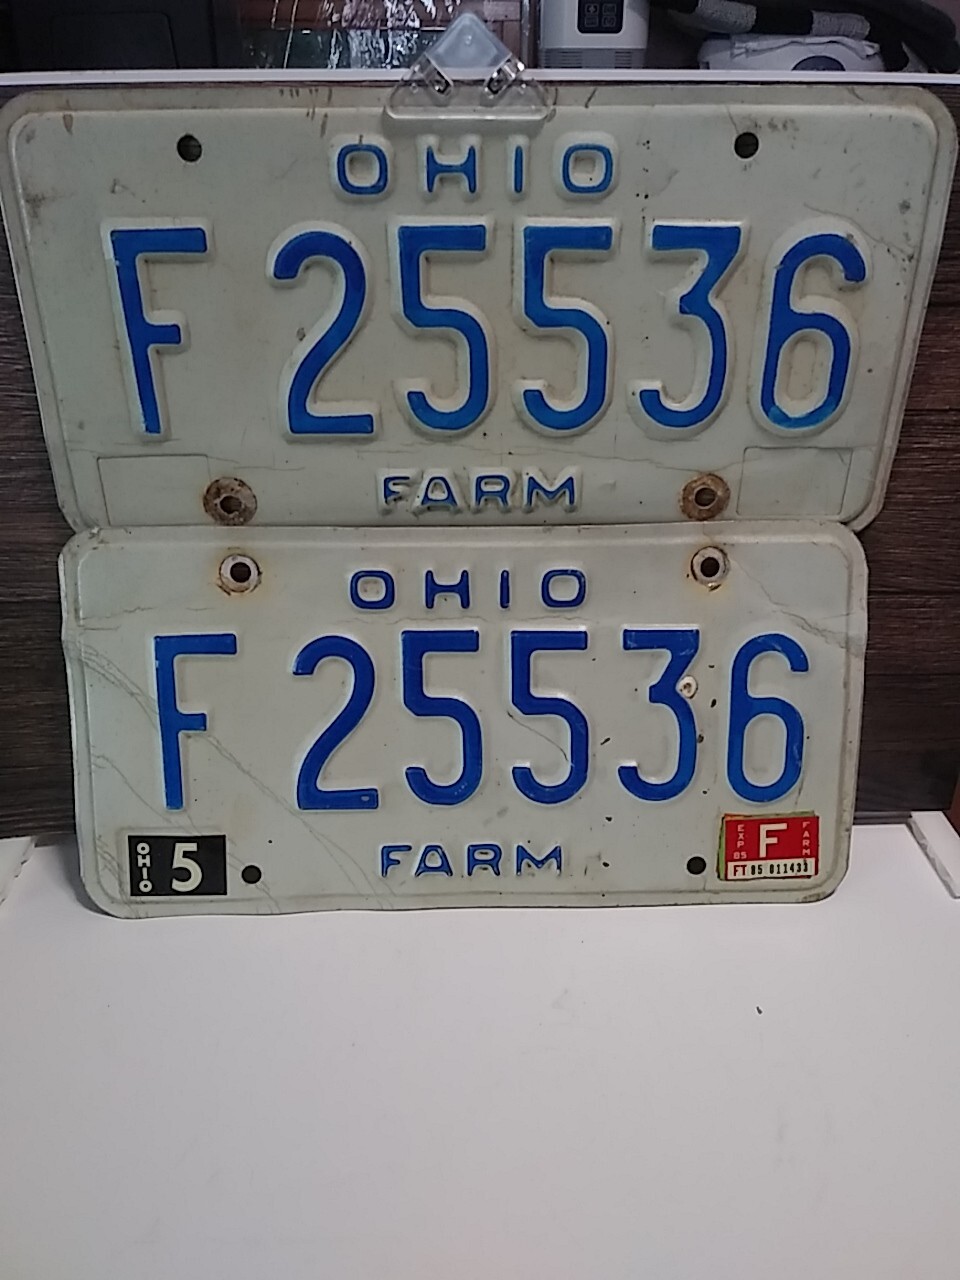 OHIO
F 25536
FARM
OHIO
F 25536
FARM
OHIO
5
EXP 85
F
FARM
FT 85 011433